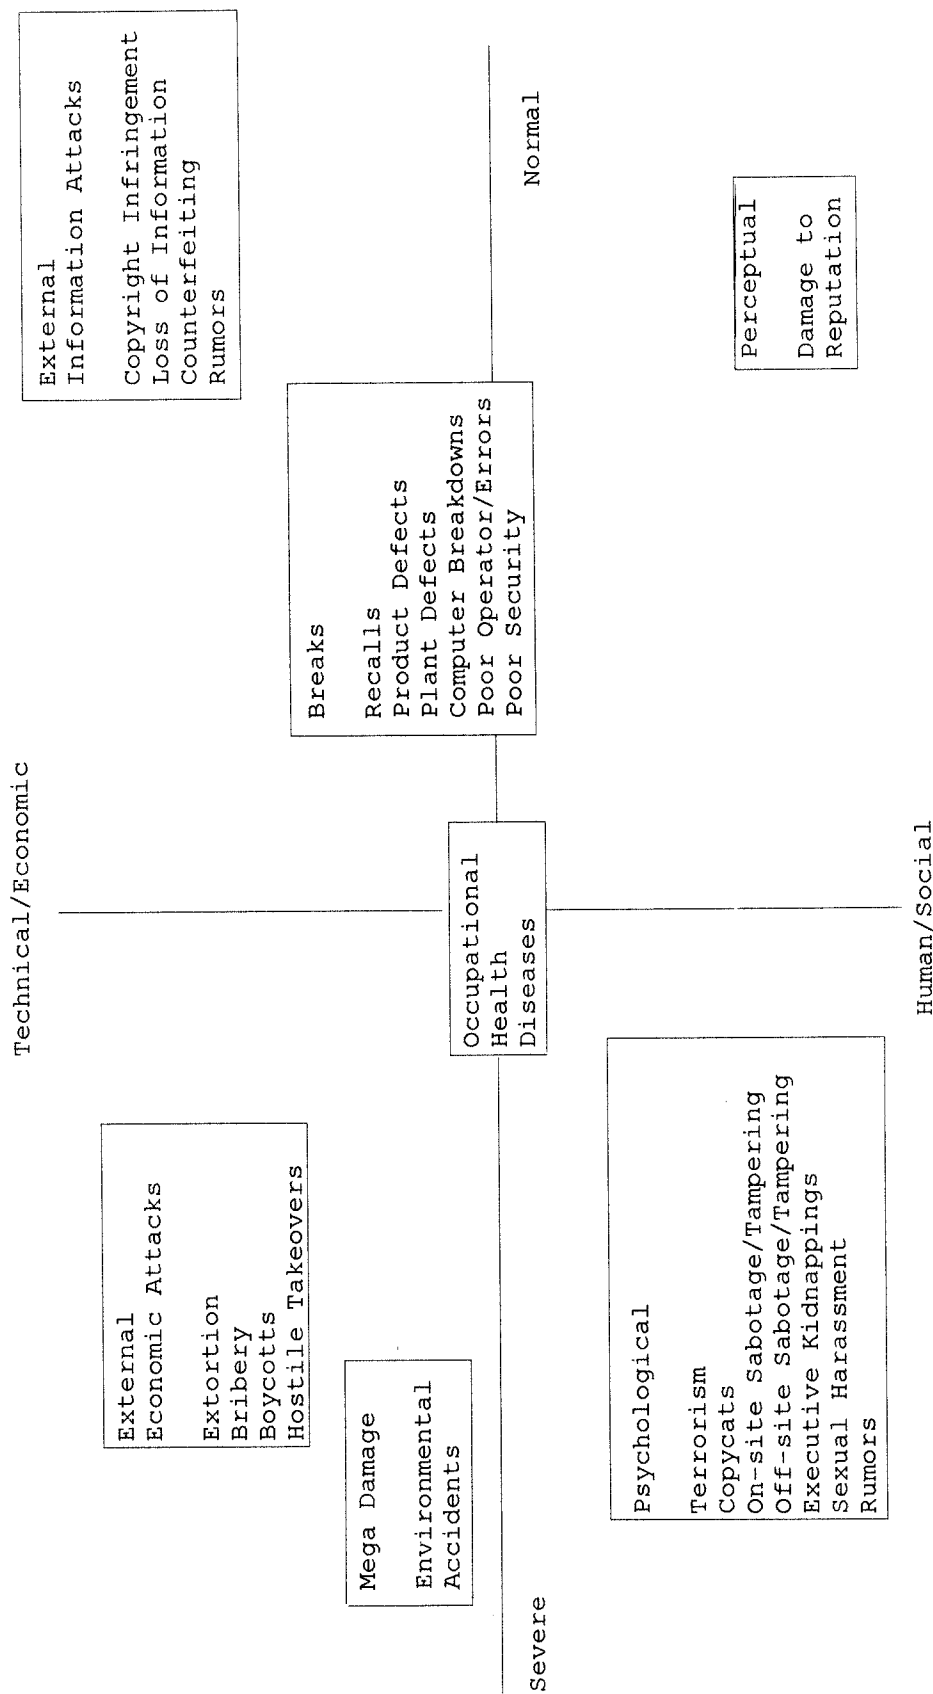 Technical/Economic
External
Economic Attacks
Extortion
Bribery
Boycotts
Hostile Takeovers
External
Information Attacks
Copyright Infringement
Loss of Information
Counterfeiting
Rumors
Mega Damage
Environmental
Accidents
Breaks
Recalls
Product Defects
Plant Defects
Computer Breakdowns
Poor Operator/Errors
Poor Security
Occupational
Health
Diseases
Severe
Normal
Psychological
Terrorism
Copycats
On-site Sabotage/Tampering
Off-site Sabotage/Tampering
Executive Kidnappings
Sexual Harassment
Rumors
Perceptual
Damage to
Reputation
Human/Social